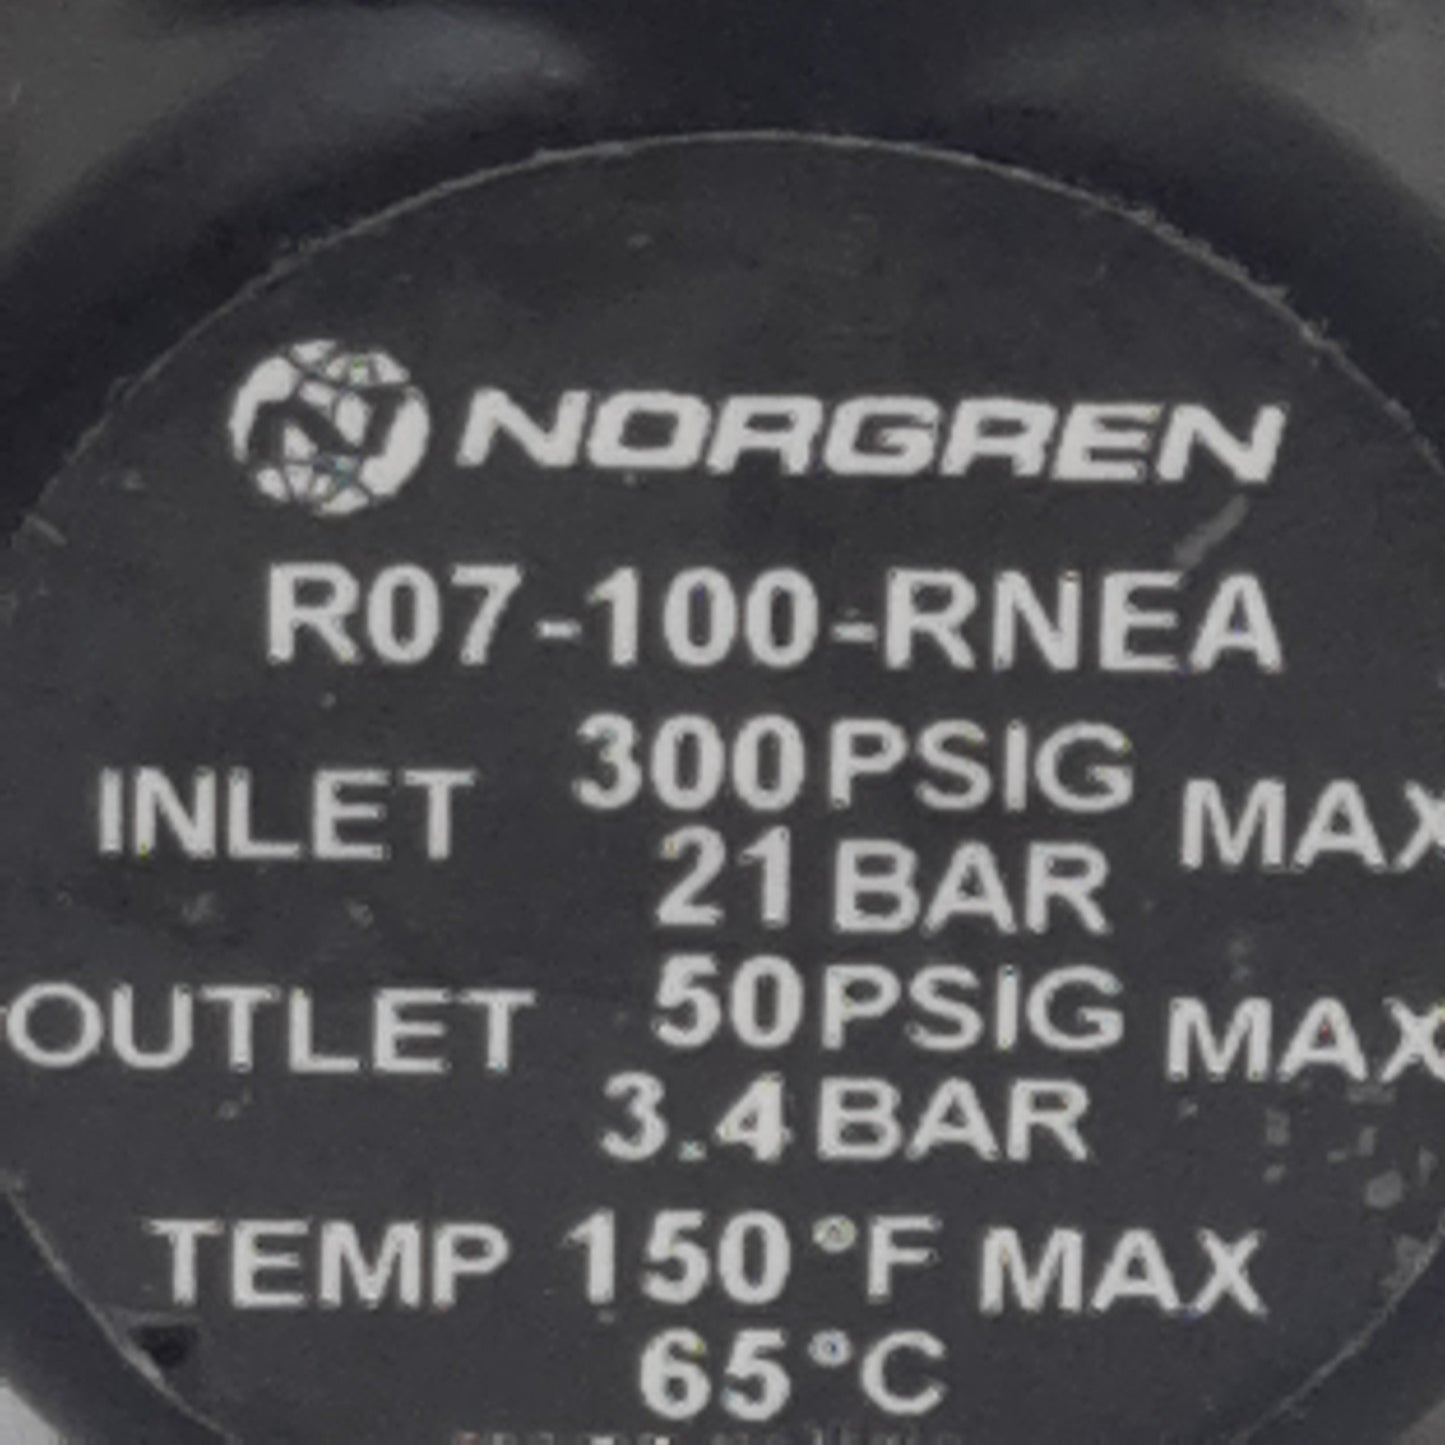 NORGREN
R07-100-RNEA
INLET 300 PSIG MAX
21 BAR
OUTLET 50 PSIG MAX
3.4 BAR
TEMP 150°F MAX
65°C